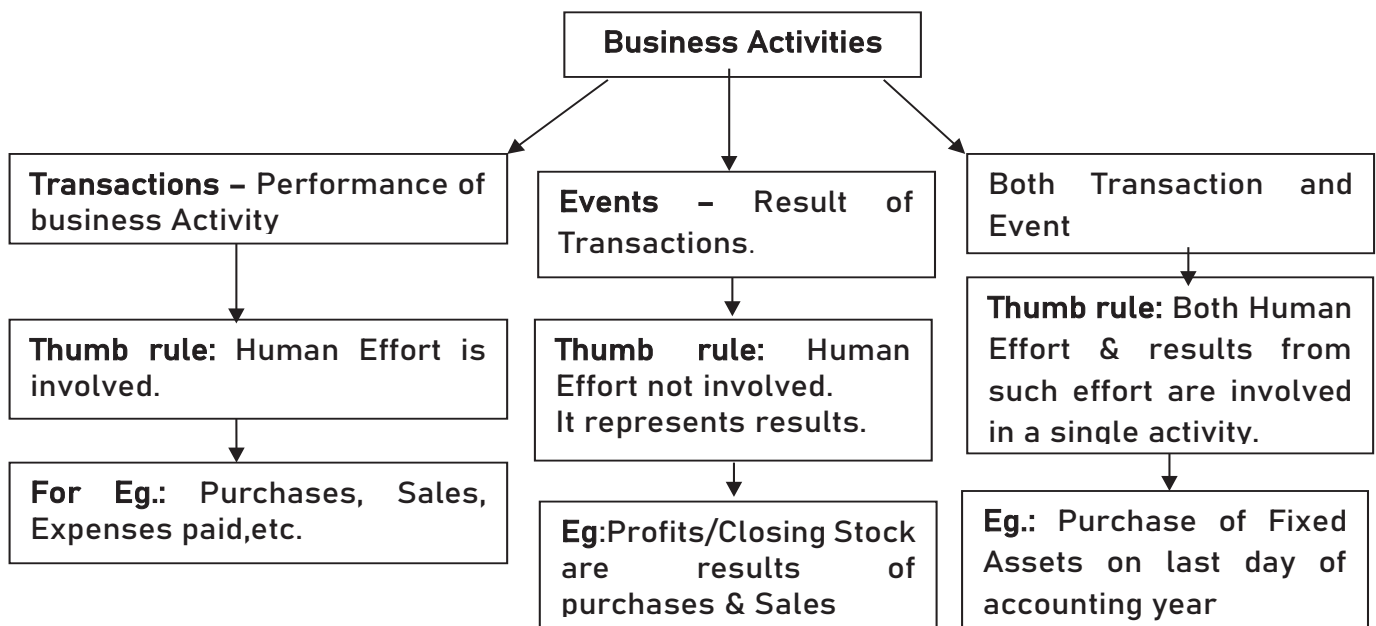 Business Activities
Transactions – Performance of
business Activity
Thumb rule: Human Effort is
involved.
For Eg.: Purchases, Sales,
Expenses paid,etc.
Events – Result of
Transactions.
Thumb rule: Human
Effort not involved.
It represents results.
Eg:Profits/Closing Stock
are results of
purchases & Sales
Both Transaction and
Event
Thumb rule: Both Human
Effort & results from
such effort are involved
in a single activity.
Eg.: Purchase of Fixed
Assets on last day of
accounting year